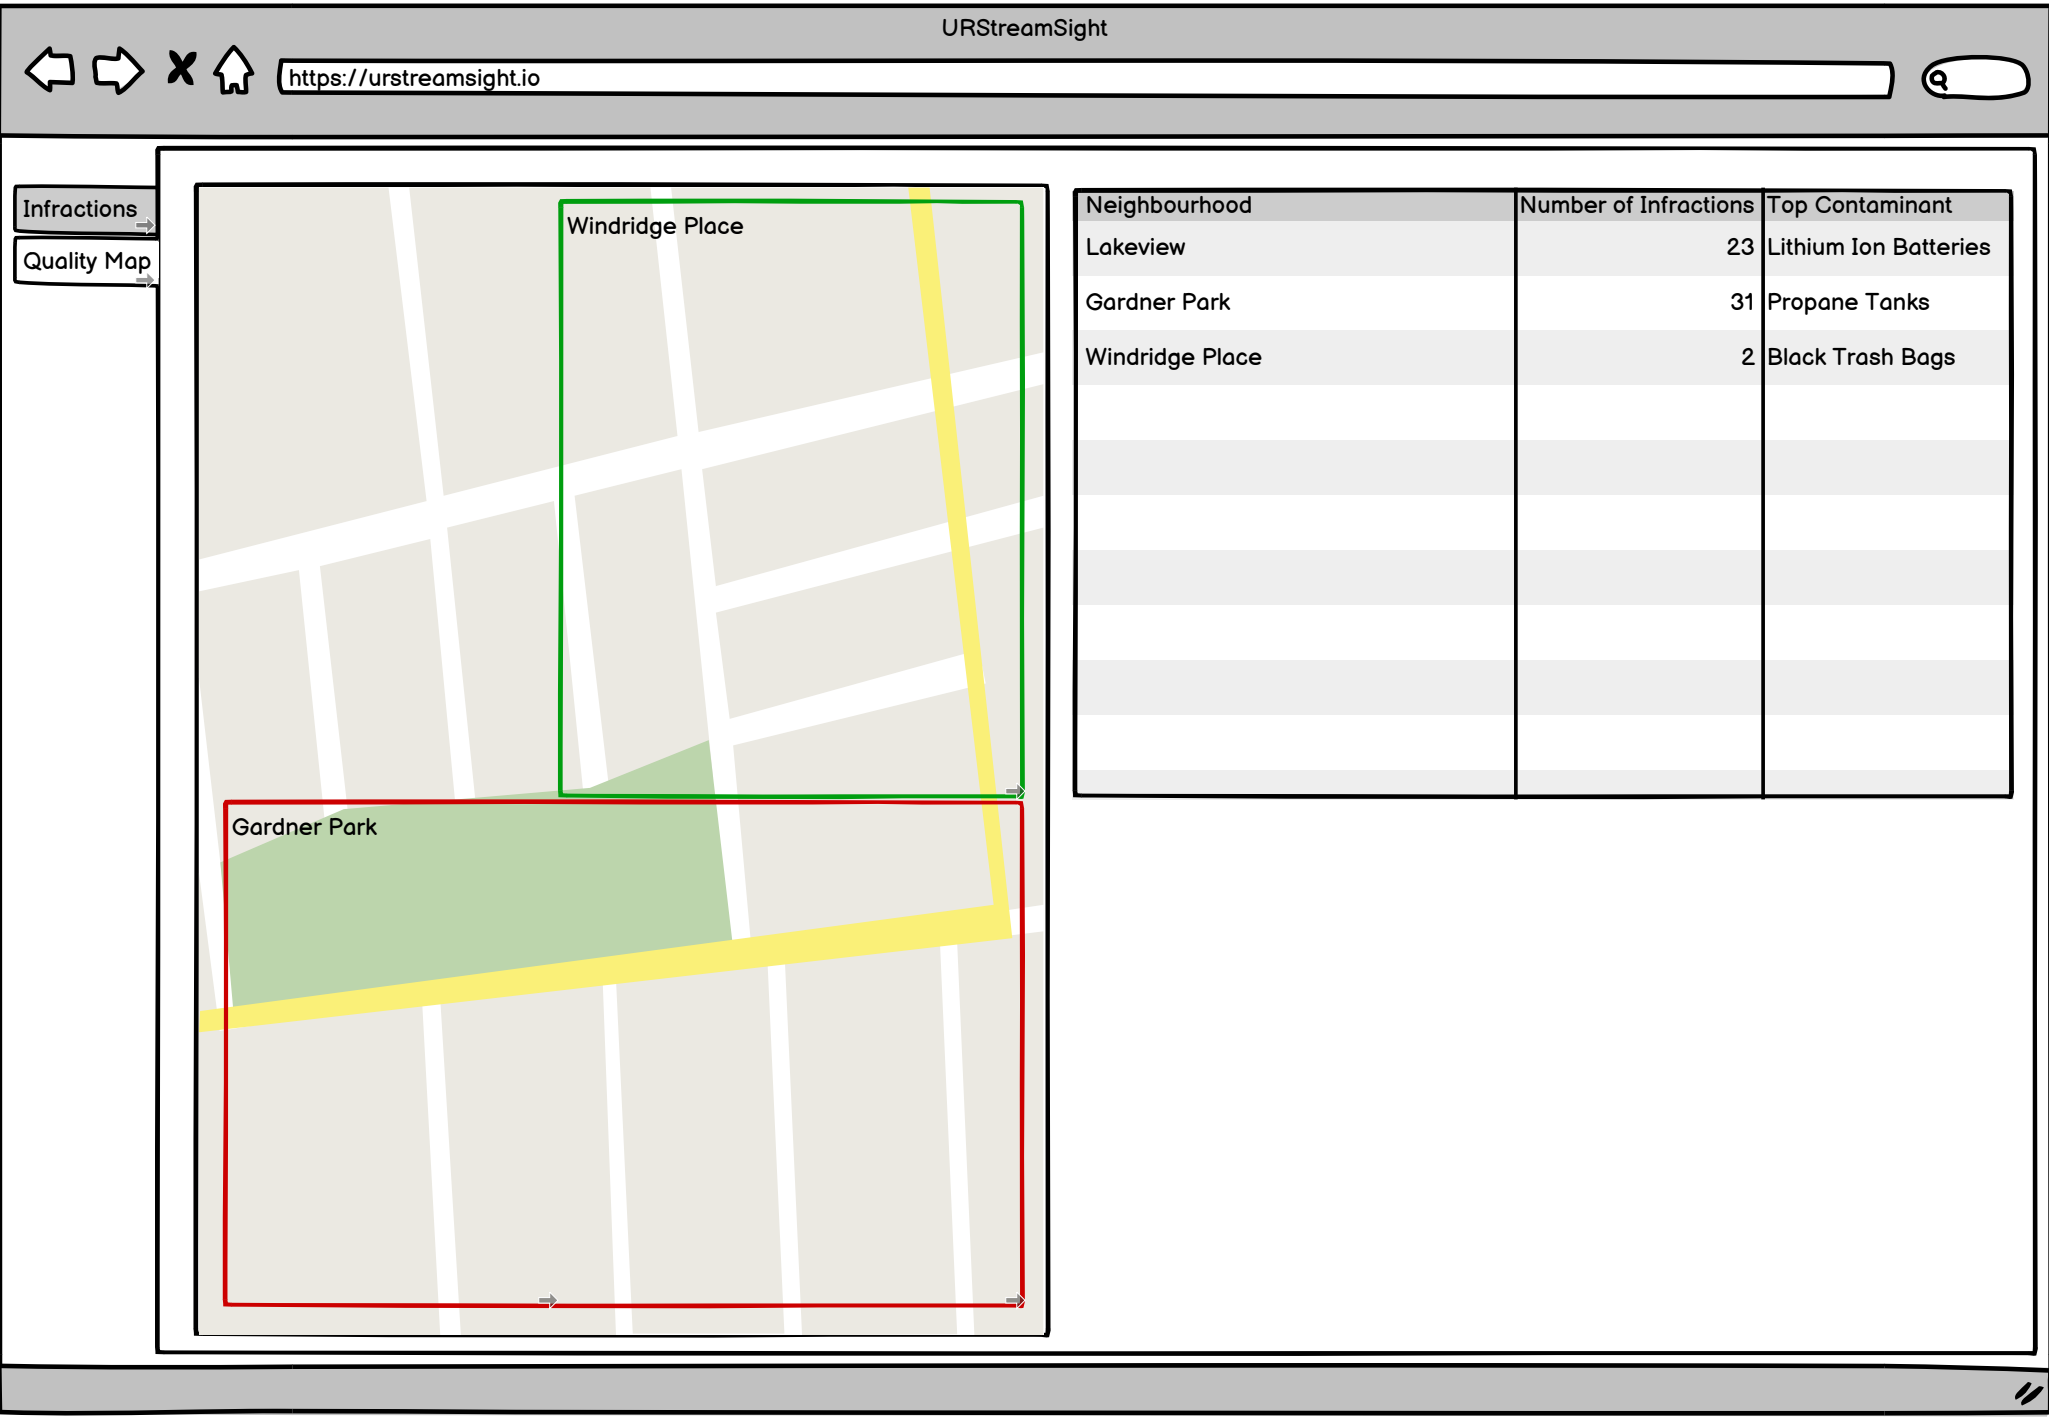 URStreamSight
https://urstreamsight.io
Infractions
Quality Map
Windridge Place
Gardner Park
Neighbourhood Number of Infractions Top Contaminant
Lakeview 23 Lithium Ion Batteries
Gardner Park 31 Propane Tanks
Windridge Place 2 Black Trash Bags